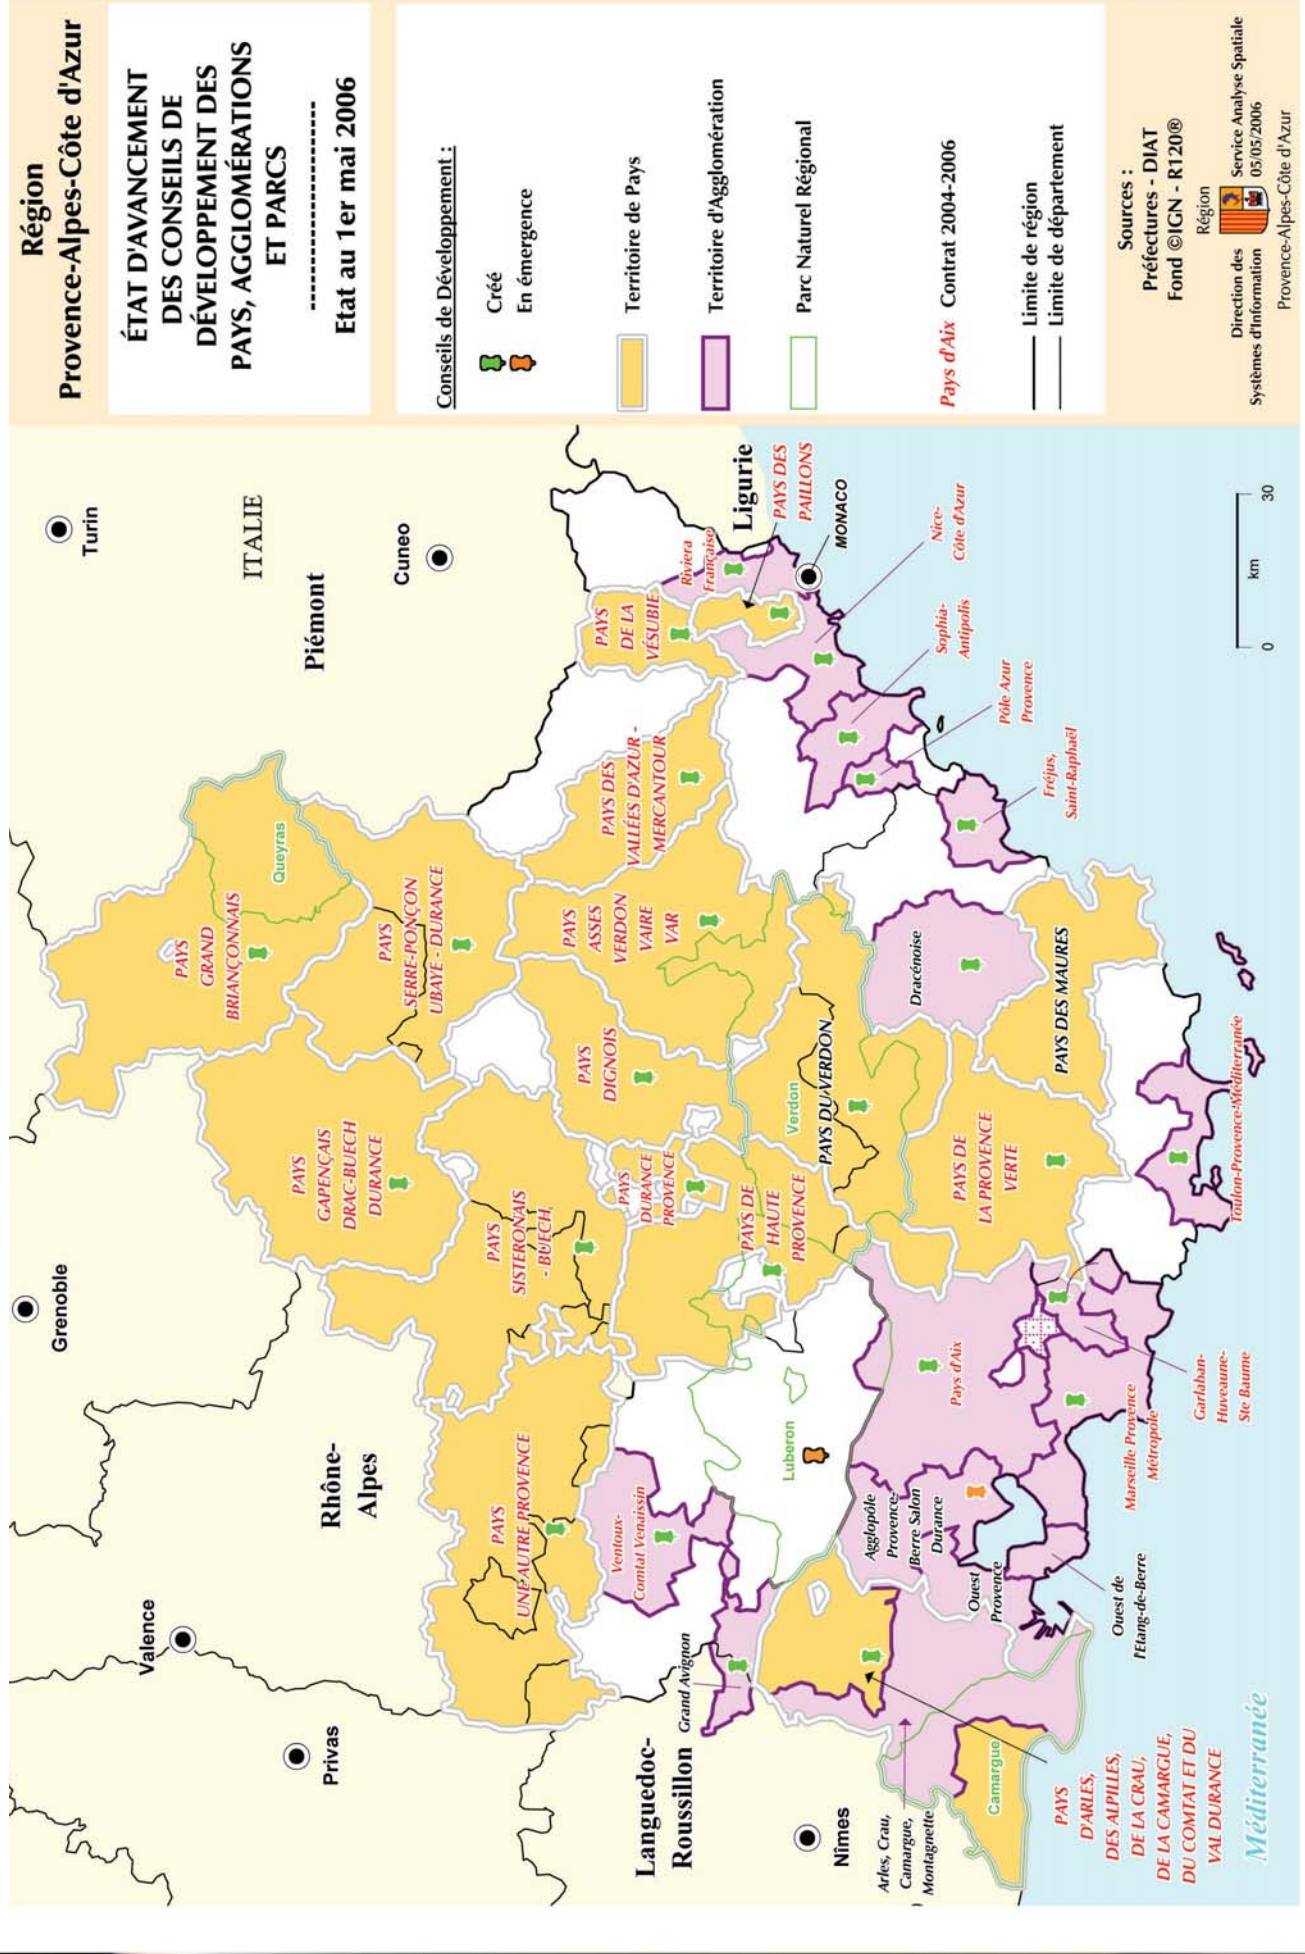 Région
Provence-Alpes-Côte d'Azur
ÉTAT D'AVANCEMENT
DES CONSEILS DE
DÉVELOPPEMENT DES
PAYS, AGGLOMÉRATIONS
ET PARCS
Etat au 1er mai 2006
Conseils de Développement :
Créé
En émergence
Territoire de Pays
Territoire d'Agglomération
Parc Naturel Régional
Pays d'Aix Contrat 2004-2006
Limite de région
Limite de département
Sources :
Préfectures - DIAT
Fond ©IGN - R120®
Région
Direction des
Systèmes d'Information
Service Analyse Spatiale
05/05/2006
Provence-Alpes-Côte d'Azur
Turin
ITALIE
Piémont
Cuneo
Ligurie
MONACO
Grenoble
Rhône-
Alpes
Valence
Privas
Languedoc-
Roussillon
Nîmes
Méditerranée
0
km
30
Queyras
PAYS
GRAND
BRIANÇONNAIS
PAYS
SERRE-PONÇON
UBAYE - DURANCE
PAYS
GAPENÇAIS
DRAC-BUECH
DURANCE
PAYS
SISTERONAIS
- BUECH
PAYS
UNE AUTRE PROVENCE
PAYS
DIGNOIS
PAYS
ASSES
VERDON
VAIRE
VAR
PAYS DES
VALLÉES D'AZUR -
MERCANTOUR
PAYS
DE LA
VÉSUBIE
Riviera
Française
PAYS DES
PAILLONS
Nice-
Côte d'Azur
Sophia-
Antipolis
Pôle Azur
Provence
Fréjus,
Saint-Raphaël
PAYS
DURANCE
PROVENCE
PAYS DE
HAUTE
PROVENCE
Verdon
PAYS DU VERDON
Dracénoise
PAYS DES MAURES
PAYS DE
LA PROVENCE
VERTE
Toulon-Provence-Méditerranée
Ventoux-
Comtat Venaissin
Luberon
Pays d'Aix
Garlaban-
Huveaune-
Ste Baume
Marseille Provence
Métropole
Agglopôle
Provence-
Berre Salon
Durance
Ouest
Provence
Ouest de
l'Etang-de-Berre
Grand Avignon
Camargue
Arles, Crau,
Camargue,
Montagnette
PAYS
D'ARLES,
DES ALPILLES,
DE LA CRAU,
DE LA CAMARGUE,
DU COMTAT ET DU
VAL DURANCE